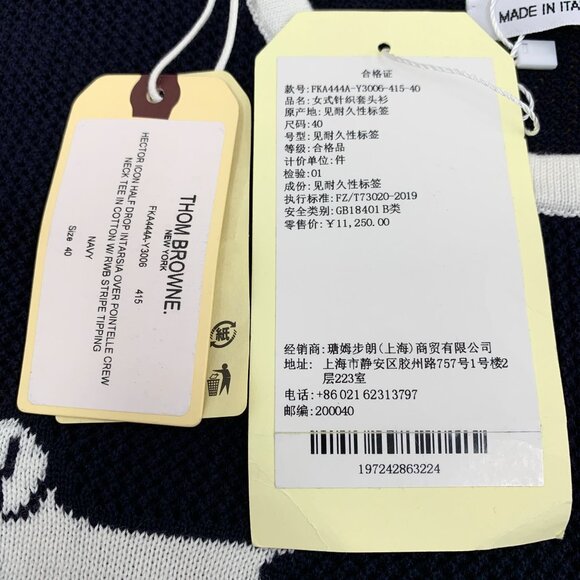 MADE IN ITA
THOM BROWNE.
NEW YORK
FKA444A-Y3006 415
HECTOR ICON HALF DROP INTARSIA OVER POINTELLE CREW
NECK TEE IN COTTON W/ RWB STRIPE TIPPING
NAVY
Size 40
合格证
款号:FKA444A-Y3006-415-40
品名:女式针织套头衫
原产地:见耐久性标签
尺码:40
号型:见耐久性标签
等级:合格品
计价单位:件
检验:01
成份:见耐久性标签
执行标准:FZ/T73020-2019
安全类别:GB18401 B类
零售价:￥11,250.00
经销商:瑭姆步朗(上海)商贸有限公司
地址: 上海市静安区胶州路757号1号楼2
层223室
电话:+86 021 62313797
邮编:200040
197242863224